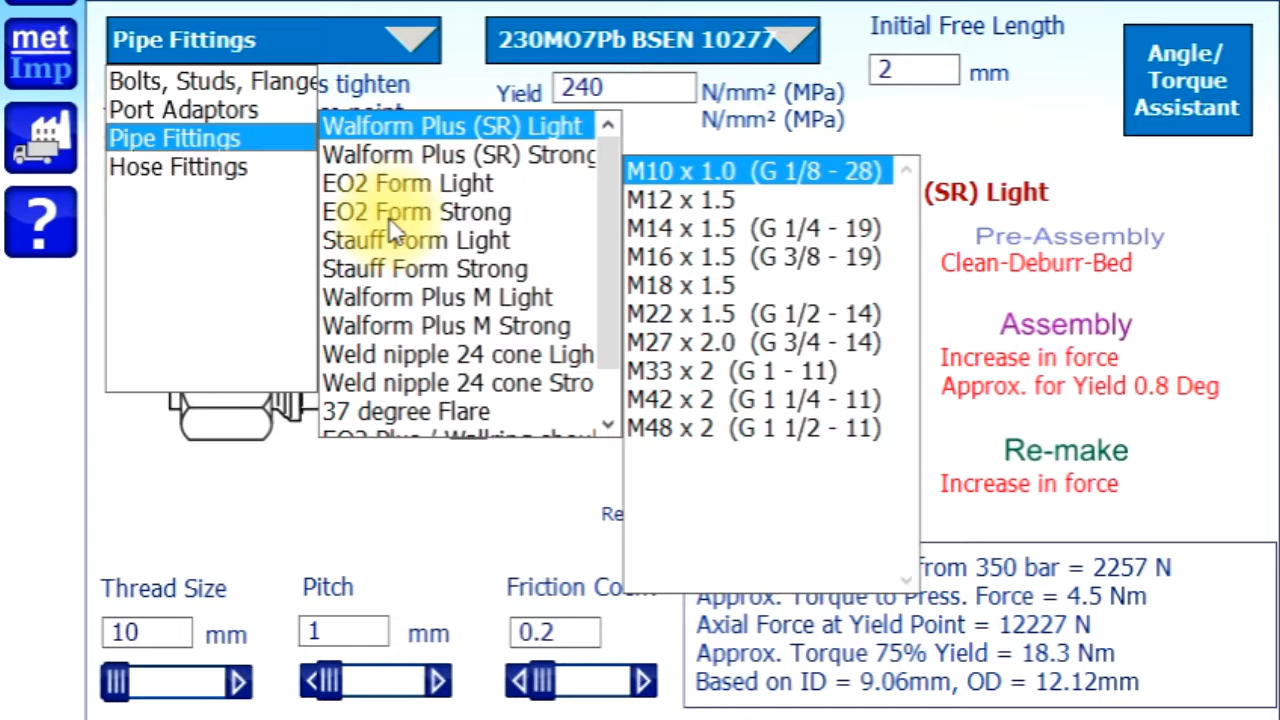 met
Imp
?
Pipe Fittings
Bolts, Studs, Flange
Port Adaptors
Pipe Fittings
Hose Fittings
s tighten
Walform Plus (SR) Light
Walform Plus (SR) Strong
EO2 Form Light
EO2 Form Strong
Stauff Form Light
Stauff Form Strong
Walform Plus M Light
Walform Plus M Strong
Weld nipple 24 cone Ligh
Weld nipple 24 cone Stro
37 degree Flare
230MO7Pb BSEN 10277
Yield 240 N/mm² (MPa)
N/mm² (MPa)
M10 x 1.0 (G 1/8 - 28)
M12 x 1.5
M14 x 1.5 (G 1/4 - 19)
M16 x 1.5 (G 3/8 - 19)
M18 x 1.5
M22 x 1.5 (G 1/2 - 14)
M27 x 2.0 (G 3/4 - 14)
M33 x 2 (G 1 - 11)
M42 x 2 (G 1 1/4 - 11)
M48 x 2 (G 1 1/2 - 11)
Initial Free Length
2 mm
Angle/
Torque
Assistant
(SR) Light
Pre-Assembly
Clean-Deburr-Bed
Assembly
Increase in force
Approx. for Yield 0.8 Deg
Re-make
Increase in force
Re
Thread Size
10 mm
Pitch
1 mm
Friction Co
0.2
from 350 bar = 2257 N
Approx. Torque to Press. Force = 4.5 Nm
Axial Force at Yield Point = 12227 N
Approx. Torque 75% Yield = 18.3 Nm
Based on ID = 9.06mm, OD = 12.12mm